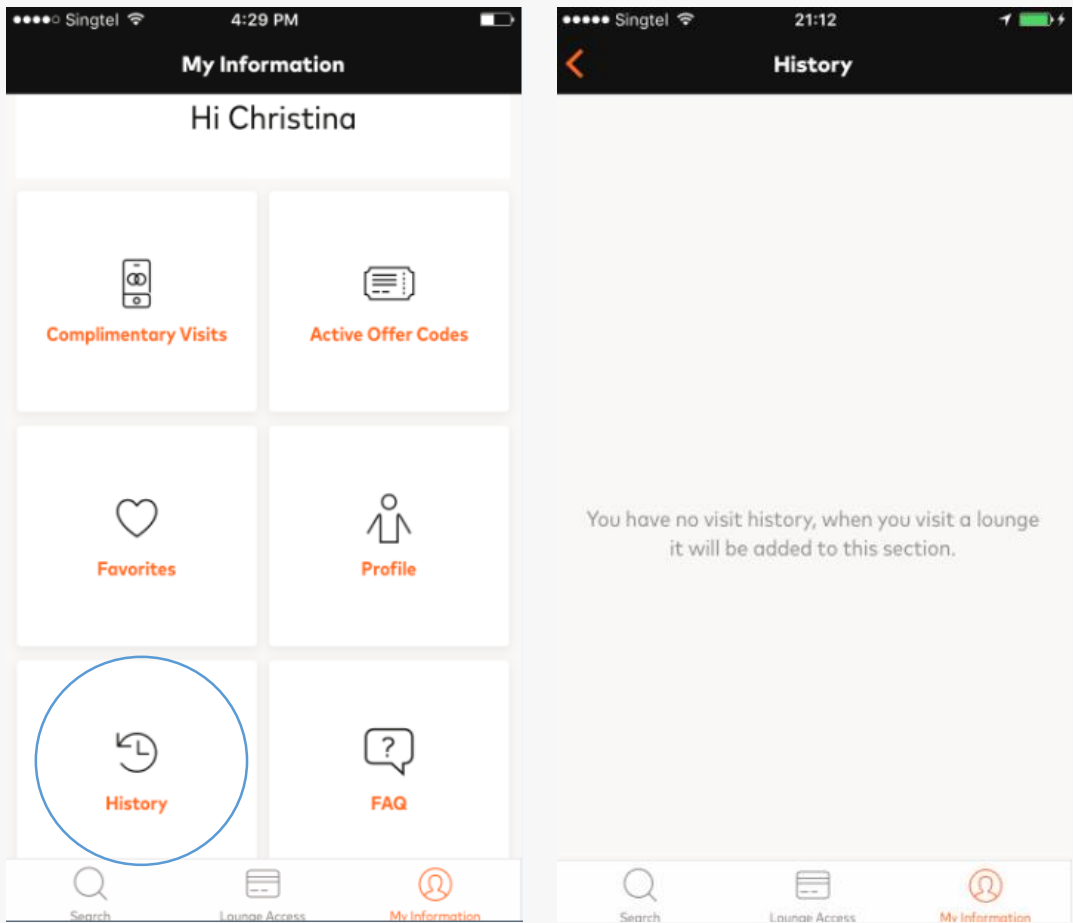 Singtel 4:29 PM
My Information
Hi Christina
Complimentary Visits
Active Offer Codes
Favorites
Profile
History
FAQ
Search
Lounge Access
My Information
Singtel 21:12
History
You have no visit history, when you visit a lounge
it will be added to this section.
Search
Lounge Access
My Information